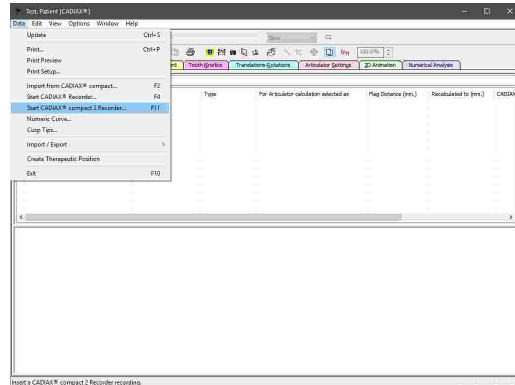 Test, Patient [CADIAX®]
Data Edit View Options Window Help
Update Ctrl+S
Print... Ctrl+P
Print Preview
Print Setup...
Import from CADIAX® compact... F2
Start CADIAX® Recorder... F4
Start CADIAX® compact 2 Recorder... F11
Numeric Curve...
Cusp Tips...
Import / Export
Create Therapeutic Position
Exit F10
100.0%
Tooth Kinetics Translations-Rotations Articulator Settings 3D Animation Numerical Analysis
Type For Articulator calculation selected as Flag Distance (mm.) Recalculated to (mm.) CADIAX
Insert a CADIAX® compact 2 Recorder recording